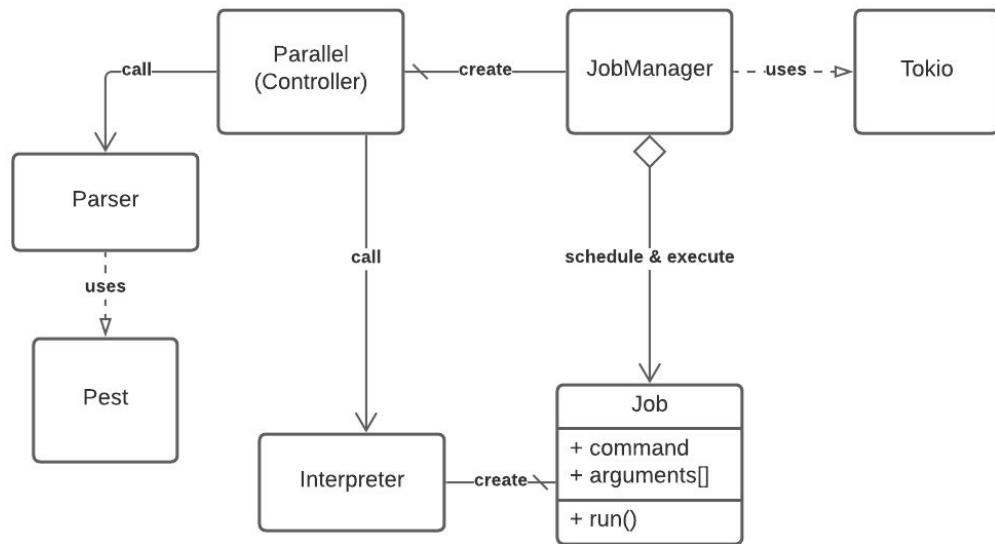 Parallel
(Controller)
JobManager
Tokio
call
create
uses
Parser
uses
call
schedule & execute
Pest
Job
+ command
+ arguments[]
+ run()
Interpreter
create